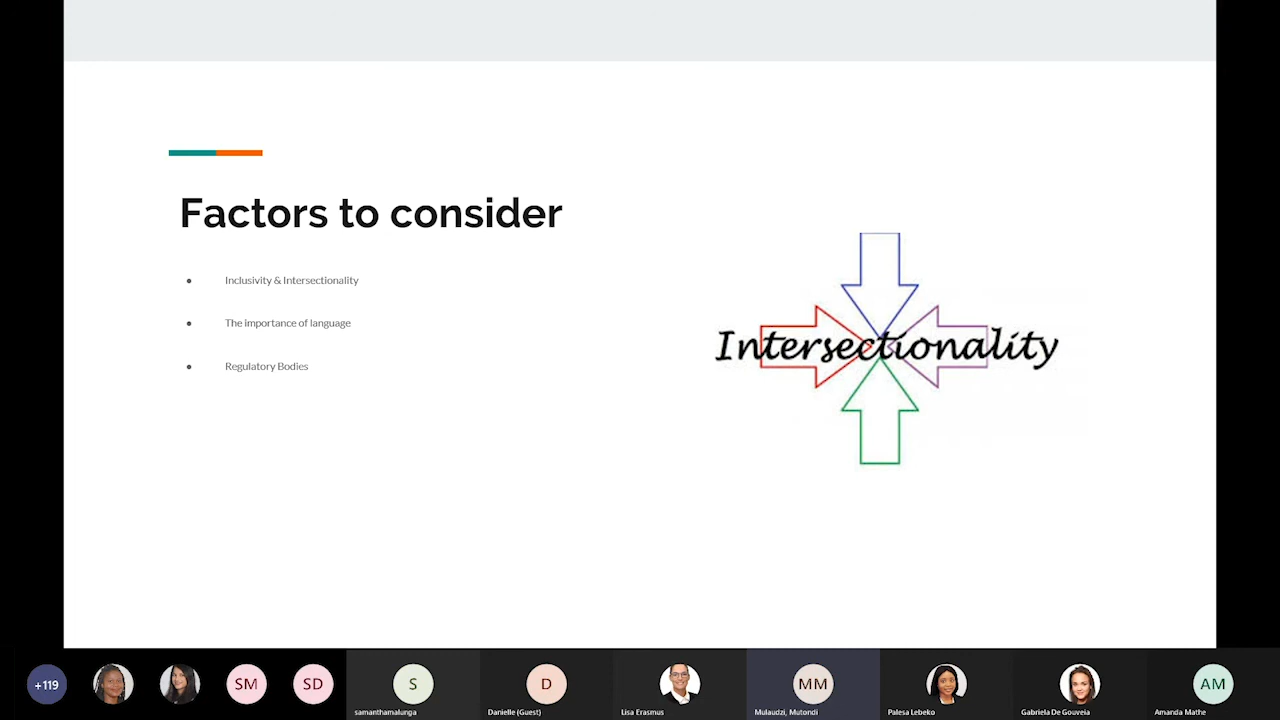 Factors to consider
● Inclusivity & Intersectionality
● The importance of language
● Regulatory Bodies
Intersectionality
+119
SM
SD
S
samanthamalunga
D
Danielle (Guest)
Lisa Erasmus
MM
Mulaudzi, Mutondi
Palesa Lebeko
Gabriela De Gouveia
AM
Amanda Mathe